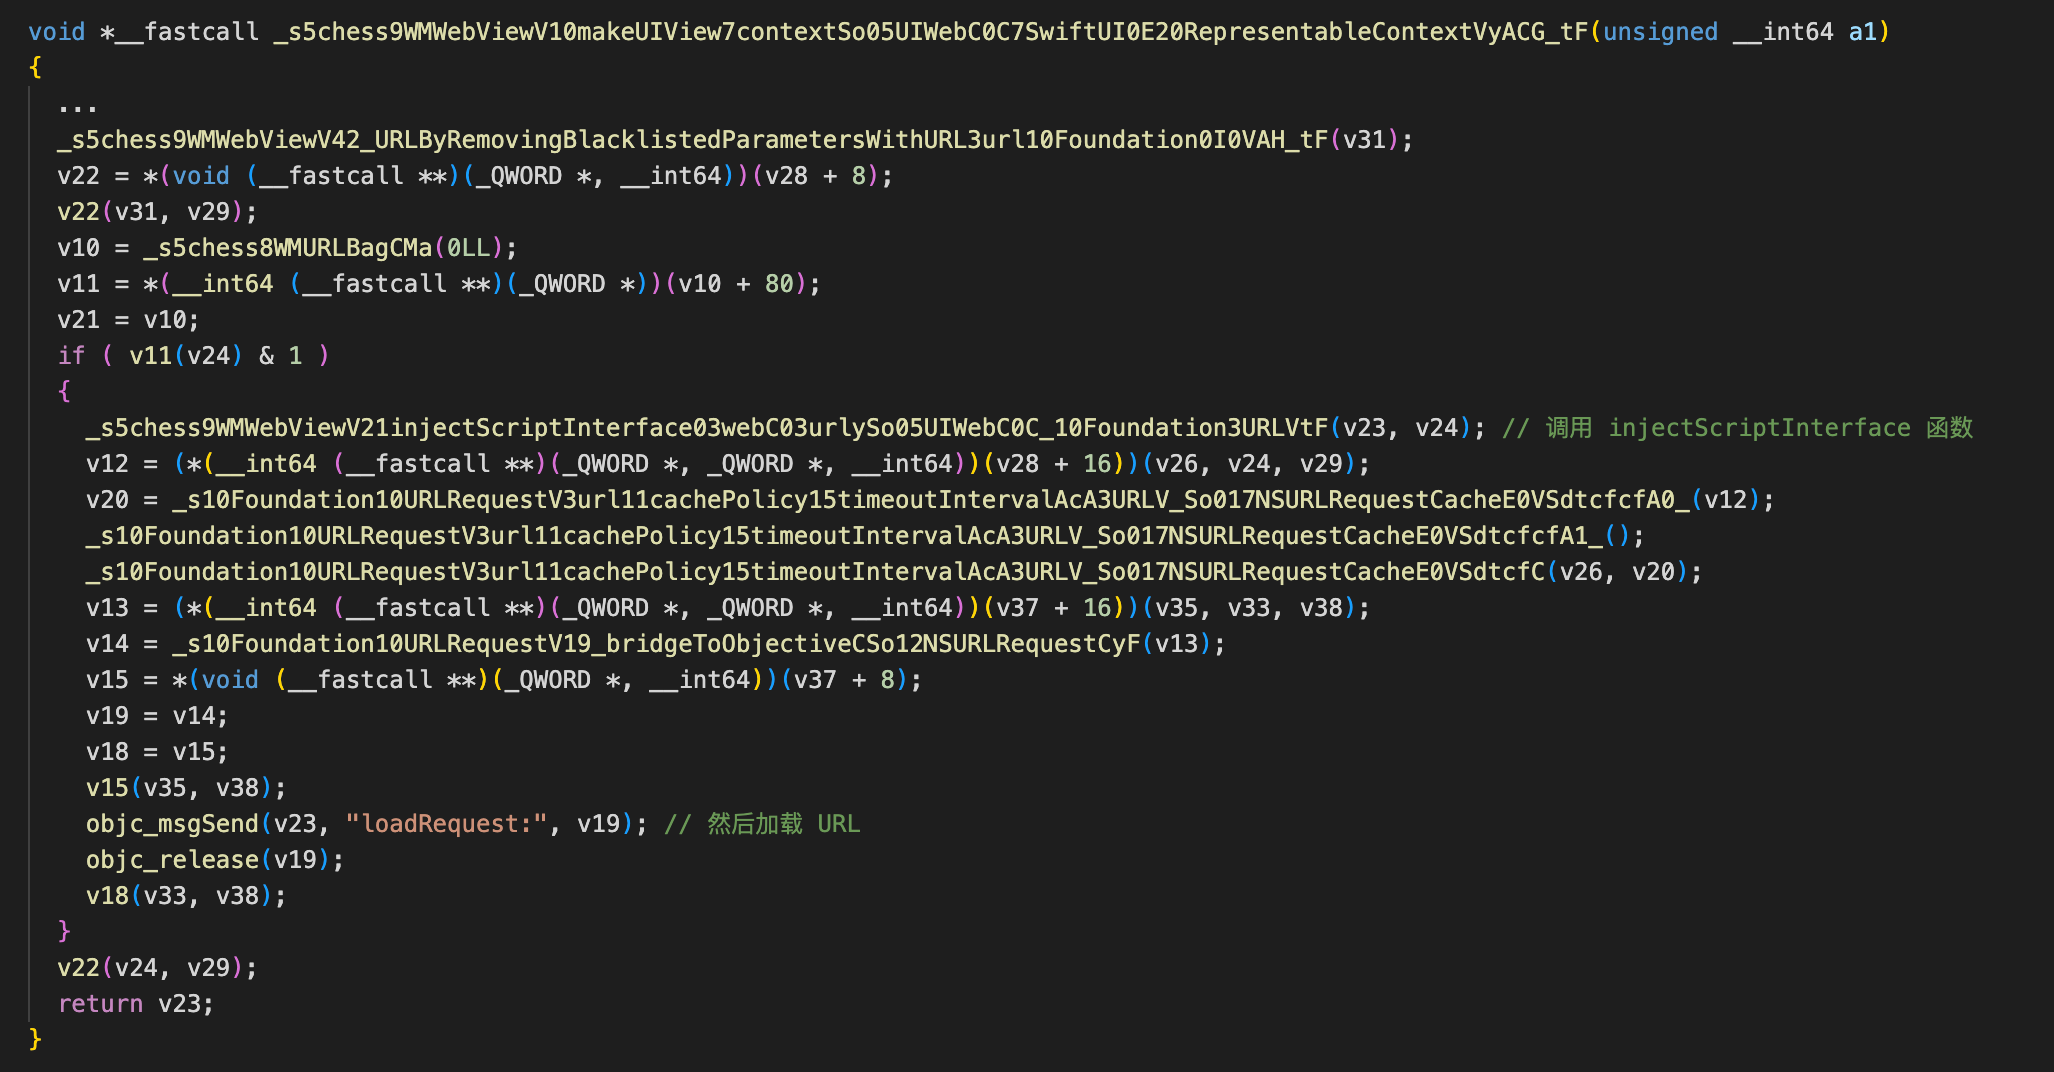 void *__fastcall _s5chess9WMWebViewV10makeUIView7contextSo05UIWebC0C7SwiftUI0E20RepresentableContextVyACG_tF(unsigned __int64 a1)
{
  ...
  _s5chess9WMWebViewV42_URLByRemovingBlacklistedParametersWithURL3url10Foundation0I0VAH_tF(v31);
  v22 = *(void (__fastcall **)(_QWORD *, __int64))(v28 + 8);
  v22(v31, v29);
  v10 = _s5chess8WMURLBagCMa(0LL);
  v11 = *(__int64 (__fastcall **)(_QWORD *))(v10 + 80);
  v21 = v10;
  if ( v11(v24) & 1 )
  {
    _s5chess9WMWebViewV21injectScriptInterface03webC03urlySo05UIWebC0C_10Foundation3URLVtF(v23, v24); // 调用 injectScriptInterface 函数
    v12 = (*(__int64 (__fastcall **)(_QWORD *, _QWORD *, __int64))(v28 + 16))(v26, v24, v29);
    v20 = _s10Foundation10URLRequestV3url11cachePolicy15timeoutIntervalAcA3URLV_So017NSURLRequestCacheE0VSdtcfcfA0_(v12);
    _s10Foundation10URLRequestV3url11cachePolicy15timeoutIntervalAcA3URLV_So017NSURLRequestCacheE0VSdtcfcfA1_();
    _s10Foundation10URLRequestV3url11cachePolicy15timeoutIntervalAcA3URLV_So017NSURLRequestCacheE0VSdtcfC(v26, v20);
    v13 = (*(__int64 (__fastcall **)(_QWORD *, _QWORD *, __int64))(v37 + 16))(v35, v33, v38);
    v14 = _s10Foundation10URLRequestV19_bridgeToObjectiveCSo12NSURLRequestCyF(v13);
    v15 = *(void (__fastcall **)(_QWORD *, __int64))(v37 + 8);
    v19 = v14;
    v18 = v15;
    v15(v35, v38);
    objc_msgSend(v23, "loadRequest:", v19); // 然后加载 URL
    objc_release(v19);
    v18(v33, v38);
  }
  v22(v24, v29);
  return v23;
}